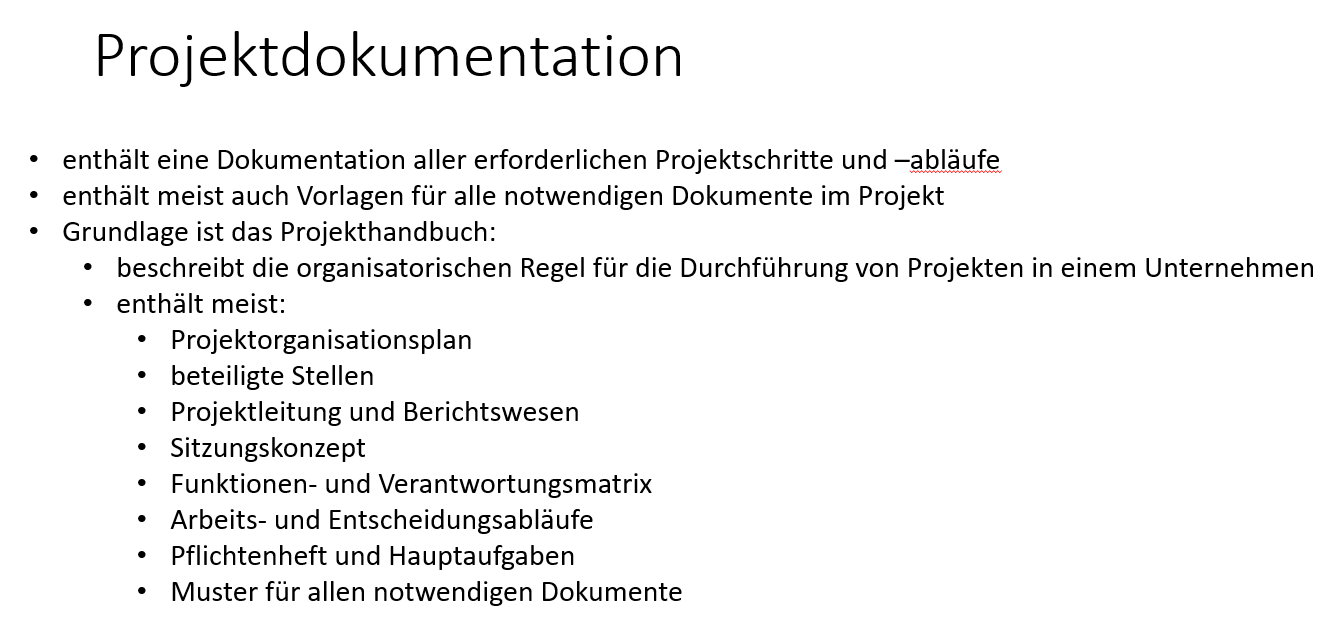 Projektdokumentation
• enthält eine Dokumentation aller erforderlichen Projektschritte und –abläufe
• enthält meist auch Vorlagen für alle notwendigen Dokumente im Projekt
• Grundlage ist das Projekthandbuch:
• beschreibt die organisatorischen Regel für die Durchführung von Projekten in einem Unternehmen
• enthält meist:
• Projektorganisationsplan
• beteiligte Stellen
• Projektleitung und Berichtswesen
• Sitzungskonzept
• Funktionen- und Verantwortungsmatrix
• Arbeits- und Entscheidungsabläufe
• Pflichtenheft und Hauptaufgaben
• Muster für allen notwendigen Dokumente